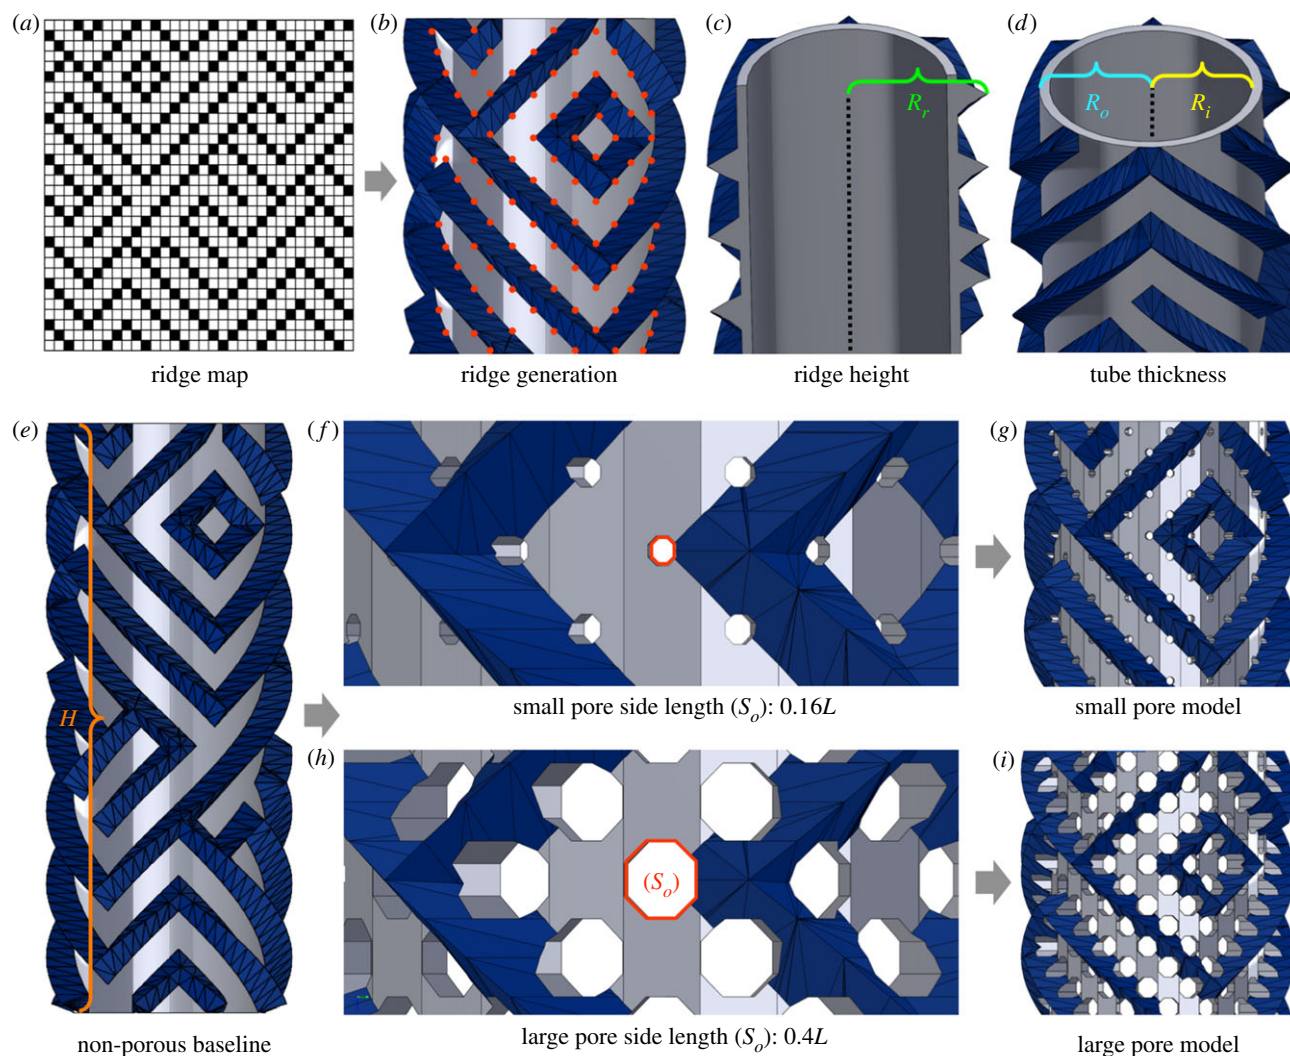 (a)
(b)
(c)
(d)
R_r
R_o
R_i
ridge map
ridge generation
ridge height
tube thickness
(e)
(f)
(g)
H
small pore side length (S_o): 0.16L
small pore model
(h)
(i)
(S_o)
non-porous baseline
large pore side length (S_o): 0.4L
large pore model